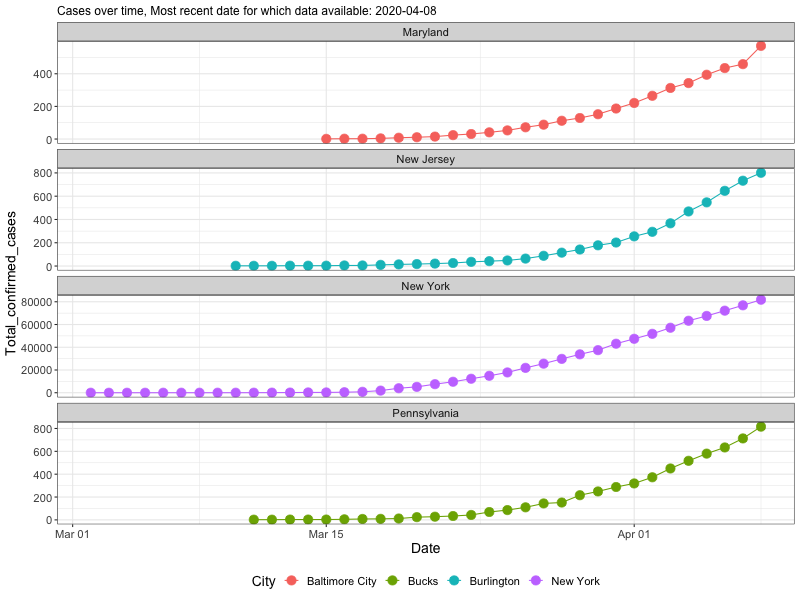 Cases over time, Most recent date for which data available: 2020-04-08
Maryland
400
200
0
New Jersey
800
600
400
200
0
New York
80000
60000
40000
20000
0
Pennsylvania
800
600
400
200
0
Total_confirmed_cases
Mar 01 Mar 15 Apr 01
Date
City Baltimore City Bucks Burlington New York